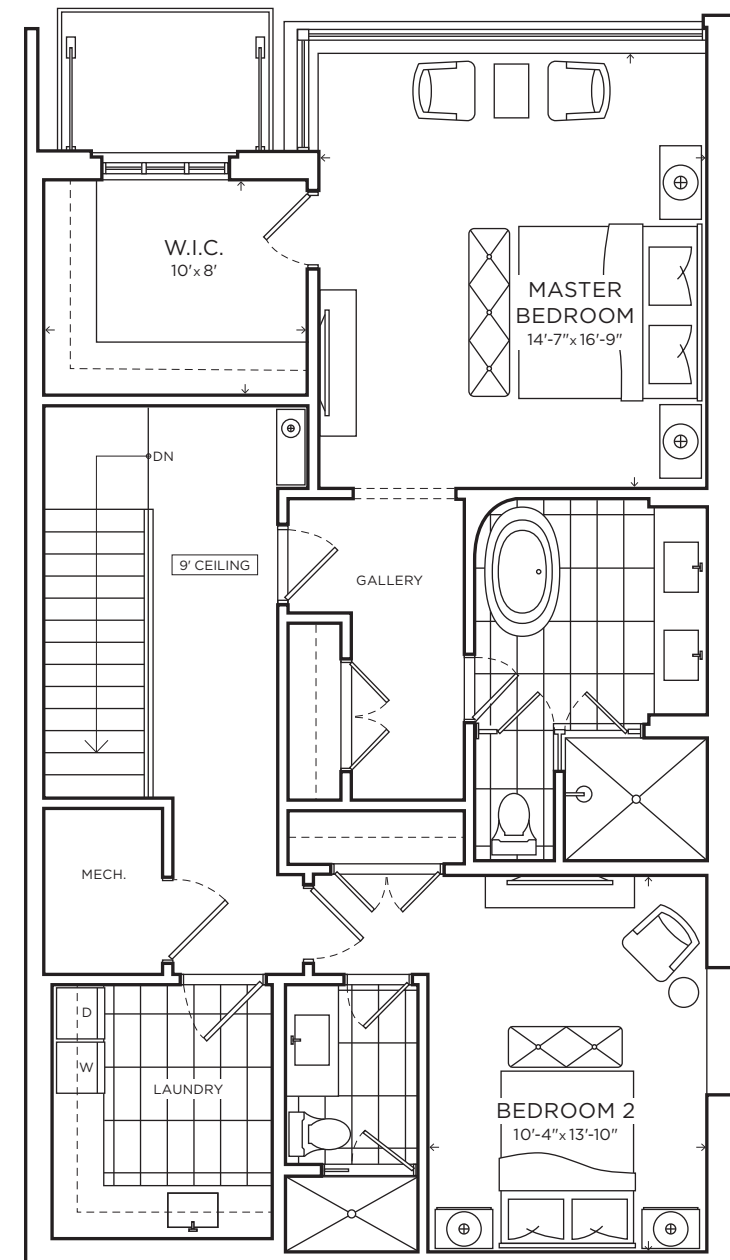 W.I.C.
10'x 8'
MASTER
BEDROOM
14'-7"x 16'-9"
DN
9' CEILING
GALLERY
MECH.
D
W
LAUNDRY
BEDROOM 2
10'-4"x 13'-10"